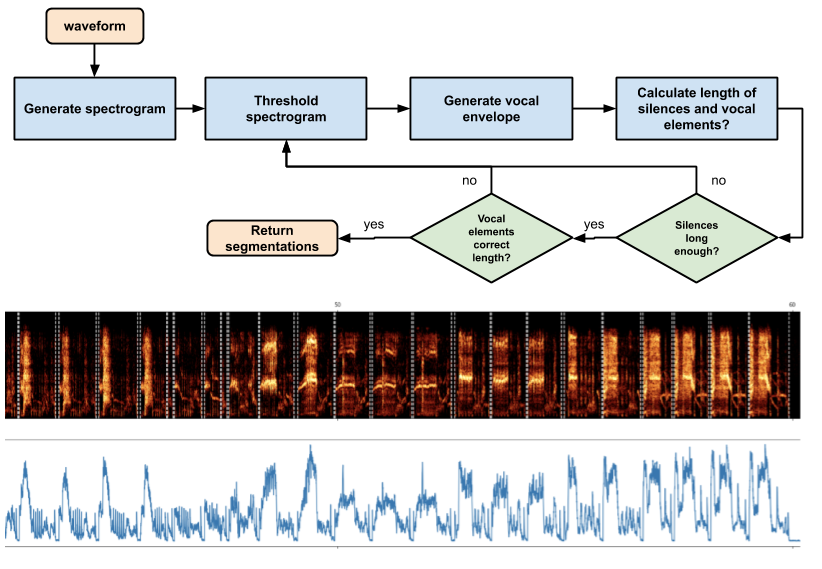 waveform
Generate spectrogram
Threshold
spectrogram
Generate vocal
envelope
Calculate length of
silences and vocal
elements?
no
no
Return
segmentations
yes
Vocal
elements
correct
length?
yes
Silences
long
enough?
50
60